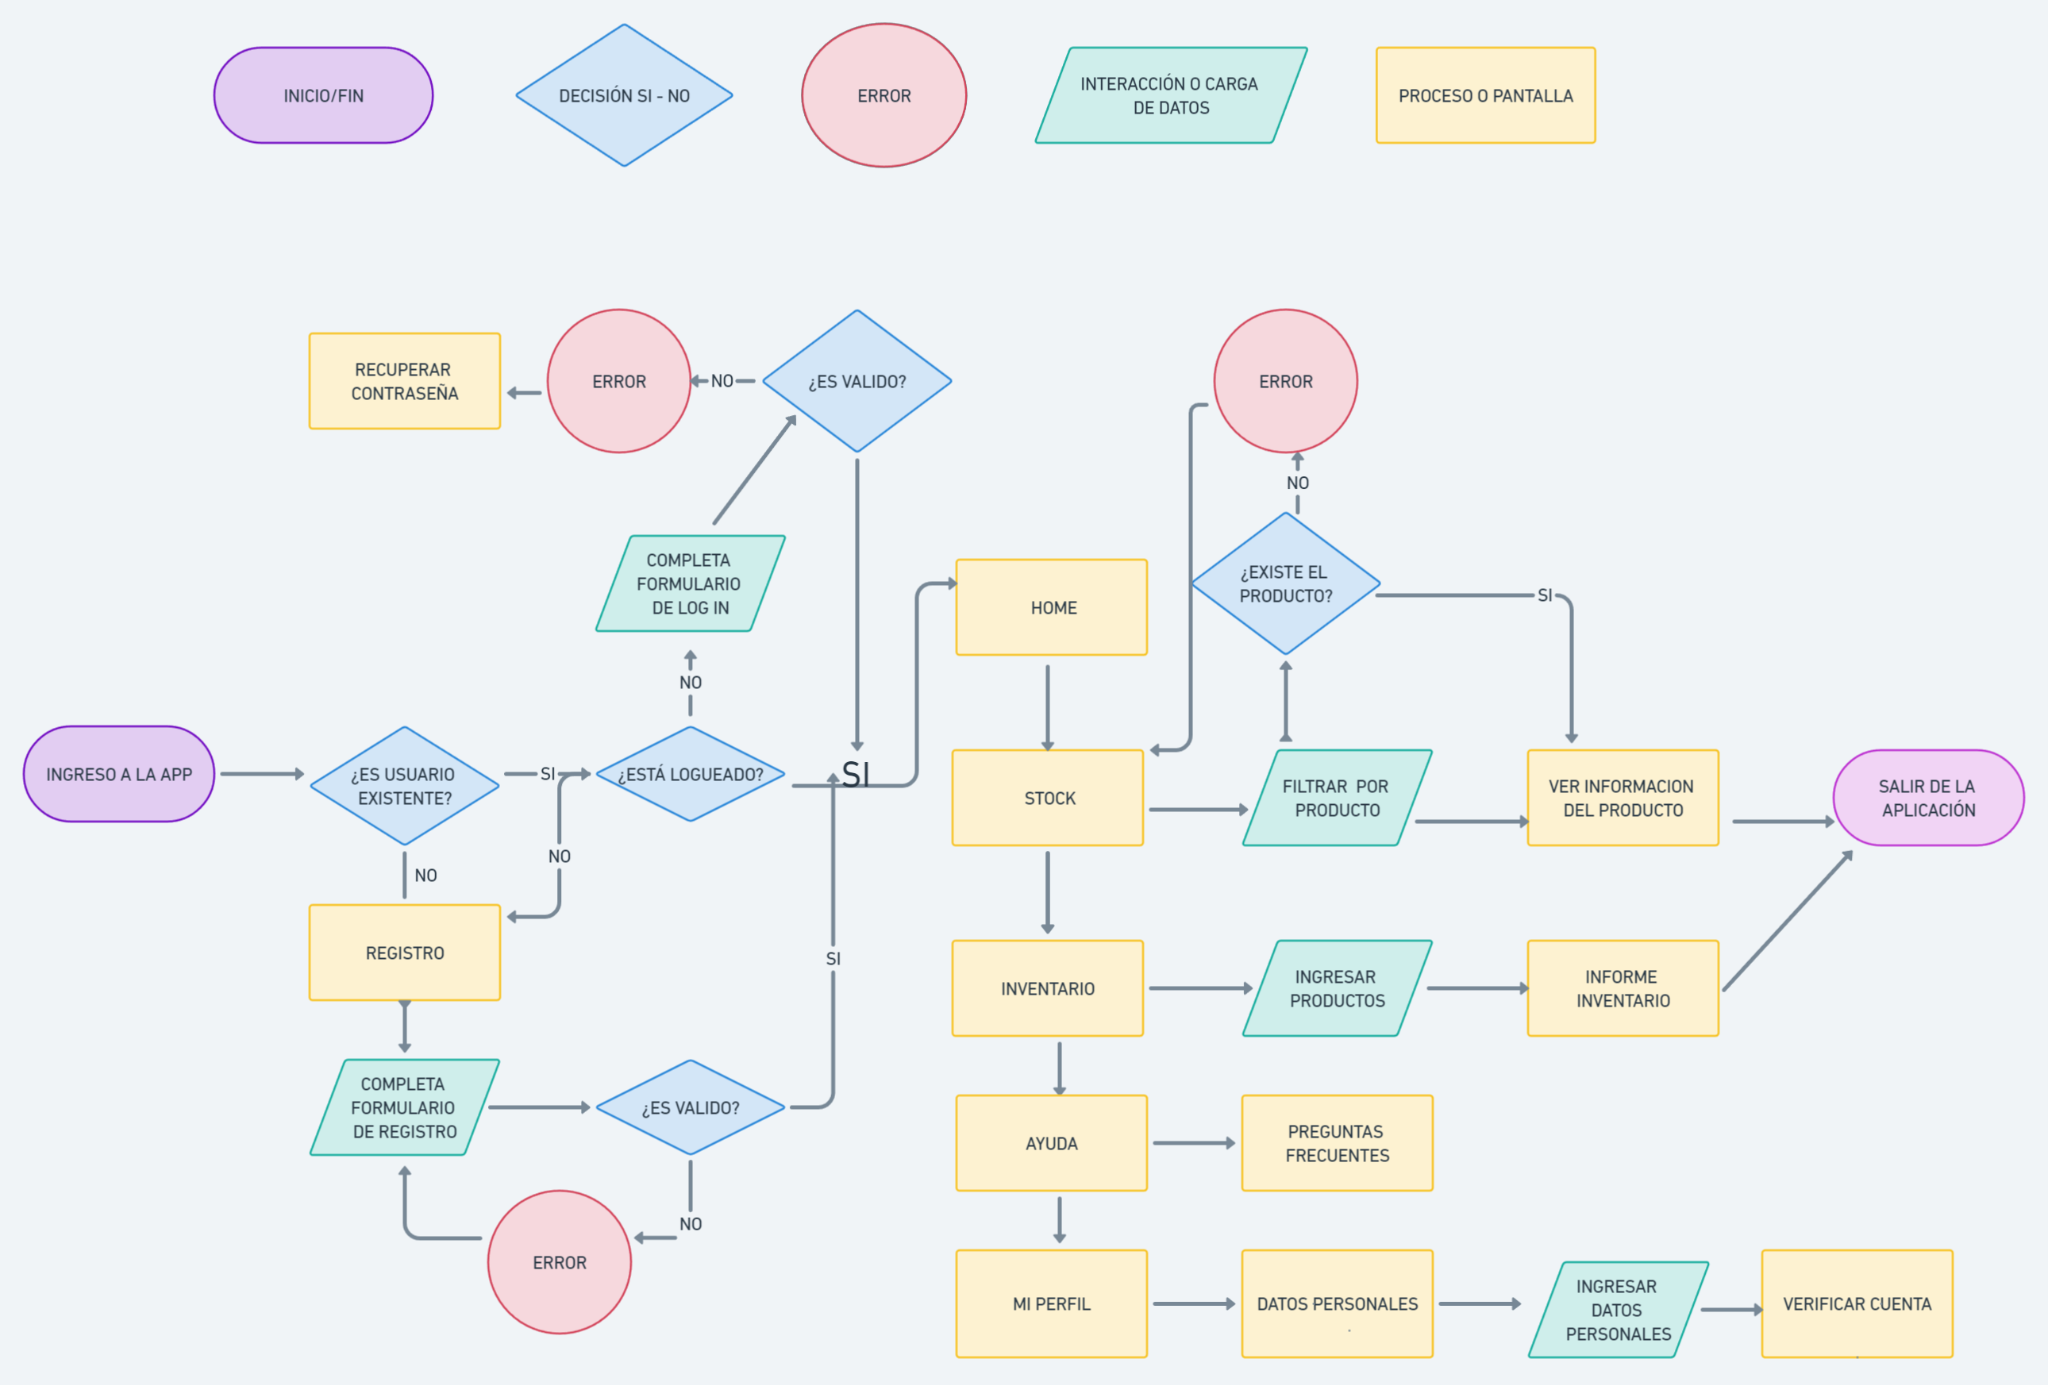 INICIO/FIN
DECISIÓN SI - NO
ERROR
INTERACCIÓN O CARGA
DE DATOS
PROCESO O PANTALLA
RECUPERAR
CONTRASEÑA
ERROR
NO
¿ES VALIDO?
ERROR
NO
COMPLETA
FORMULARIO
DE LOG IN
HOME
¿EXISTE EL
PRODUCTO?
SI
NO
INGRESO A LA APP
¿ES USUARIO
EXISTENTE?
SI
¿ESTÁ LOGUEADO?
SI
STOCK
FILTRAR  POR
PRODUCTO
VER INFORMACION
DEL PRODUCTO
SALIR DE LA
APLICACIÓN
NO
NO
REGISTRO
SI
INVENTARIO
INGRESAR
PRODUCTOS
INFORME
INVENTARIO
COMPLETA
FORMULARIO
DE REGISTRO
¿ES VALIDO?
AYUDA
PREGUNTAS
FRECUENTES
NO
ERROR
MI PERFIL
DATOS PERSONALES
.
INGRESAR
DATOS
PERSONALES
VERIFICAR CUENTA